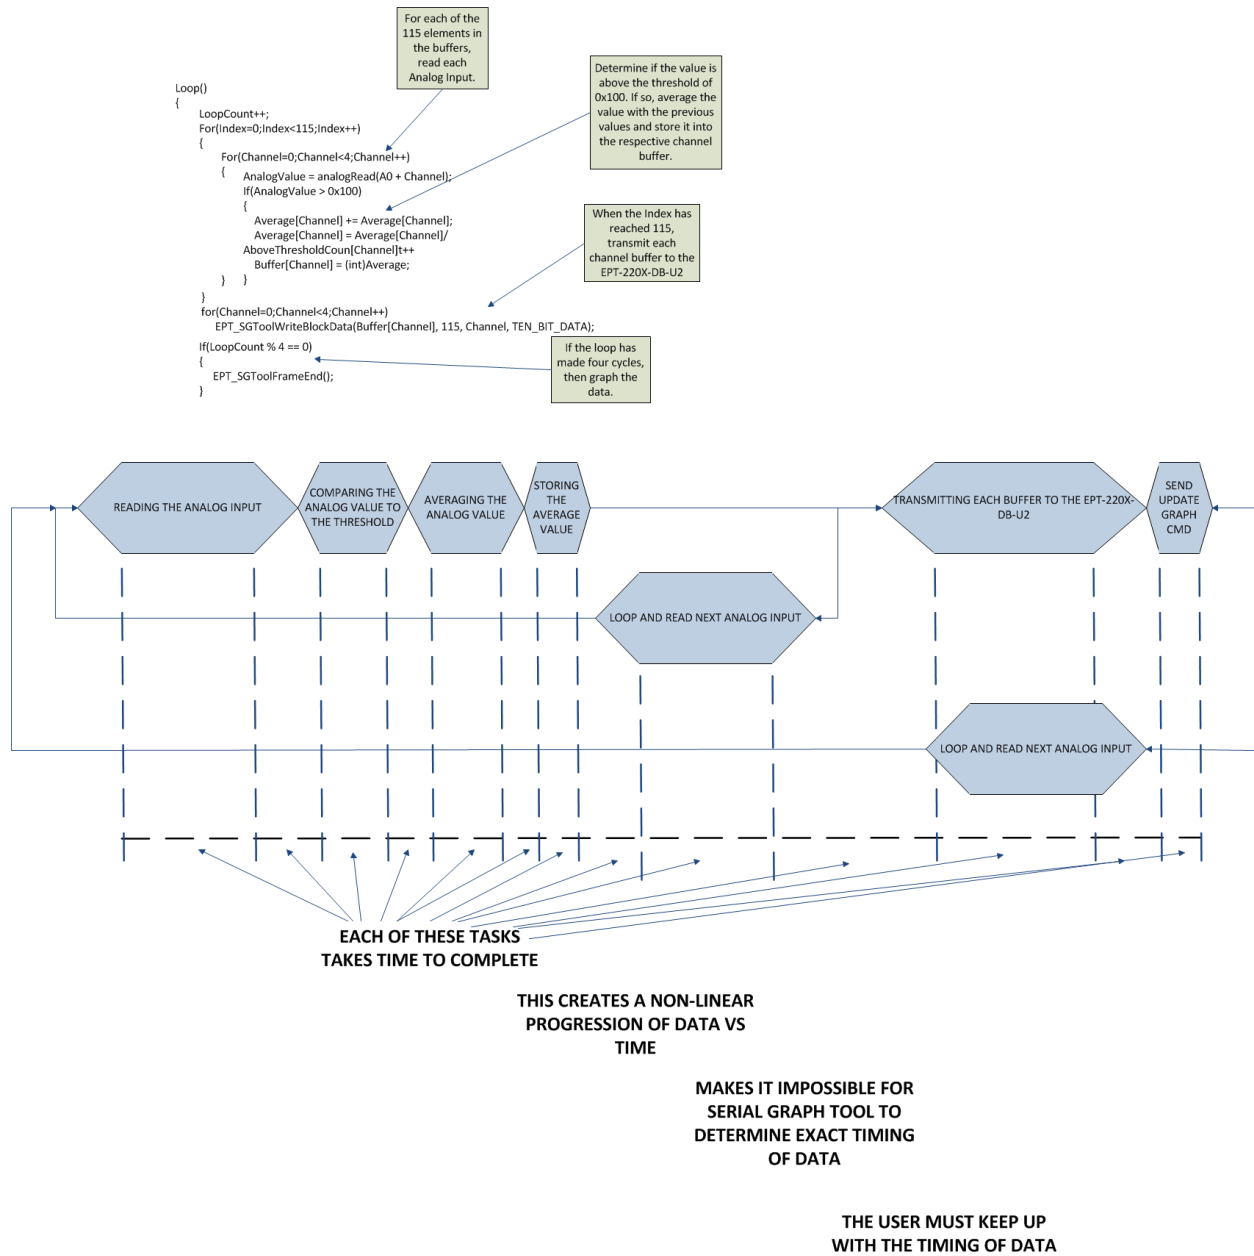 For each of the
115 elements in
the buffers,
read each
Analog Input.
Determine if the value is
above the threshold of
0x100. If so, average the
value with the previous
values and store it into
the respective channel
buffer.
Loop()
{
LoopCount++;
For(Index=0;Index<115;Index++)
{
For(Channel=0;Channel<4;Channel++)
{
AnalogValue = analogRead(A0 + Channel);
If(AnalogValue > 0x100)
{
Average[Channel] += Average[Channel];
Average[Channel] = Average[Channel]/
AboveThresholdCoun[Channel]t++
Buffer[Channel] = (int)Average;
} }
}
for(Channel=0;Channel<4;Channel++)
EPT_SGToolWriteBlockData(Buffer[Channel], 115, Channel, TEN_BIT_DATA);
If(LoopCount % 4 == 0)
{
EPT_SGToolFrameEnd();
}
When the Index has
reached 115,
transmit each
channel buffer to the
EPT-220X-DB-U2
If the loop has
made four cycles,
then graph the
data.
READING THE ANALOG INPUT
COMPARING THE
ANALOG VALUE TO
THE THRESHOLD
AVERAGING THE
ANALOG VALUE
STORING
THE
AVERAGE
VALUE
TRANSMITTING EACH BUFFER TO THE EPT-220X-
DB-U2
SEND
UPDATE
GRAPH
CMD
LOOP AND READ NEXT ANALOG INPUT
LOOP AND READ NEXT ANALOG INPUT
EACH OF THESE TASKS
TAKES TIME TO COMPLETE
THIS CREATES A NON-LINEAR
PROGRESSION OF DATA VS
TIME
MAKES IT IMPOSSIBLE FOR
SERIAL GRAPH TOOL TO
DETERMINE EXACT TIMING
OF DATA
THE USER MUST KEEP UP
WITH THE TIMING OF DATA